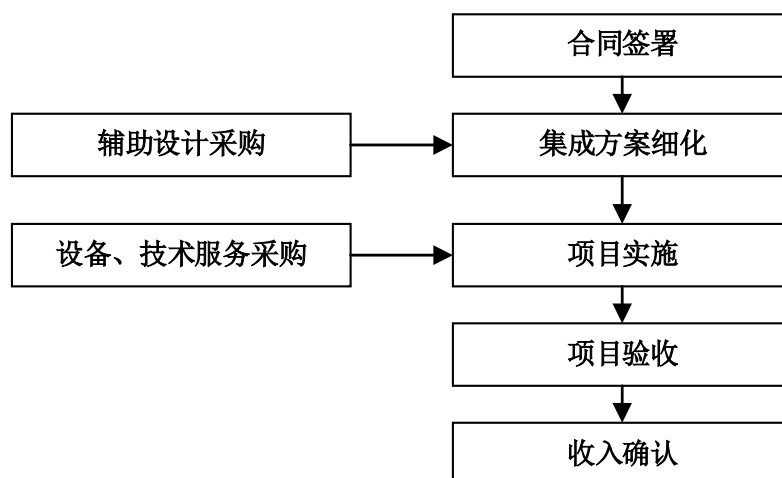 合同签署
辅助设计采购
集成方案细化
设备、技术服务采购
项目实施
项目验收
收入确认